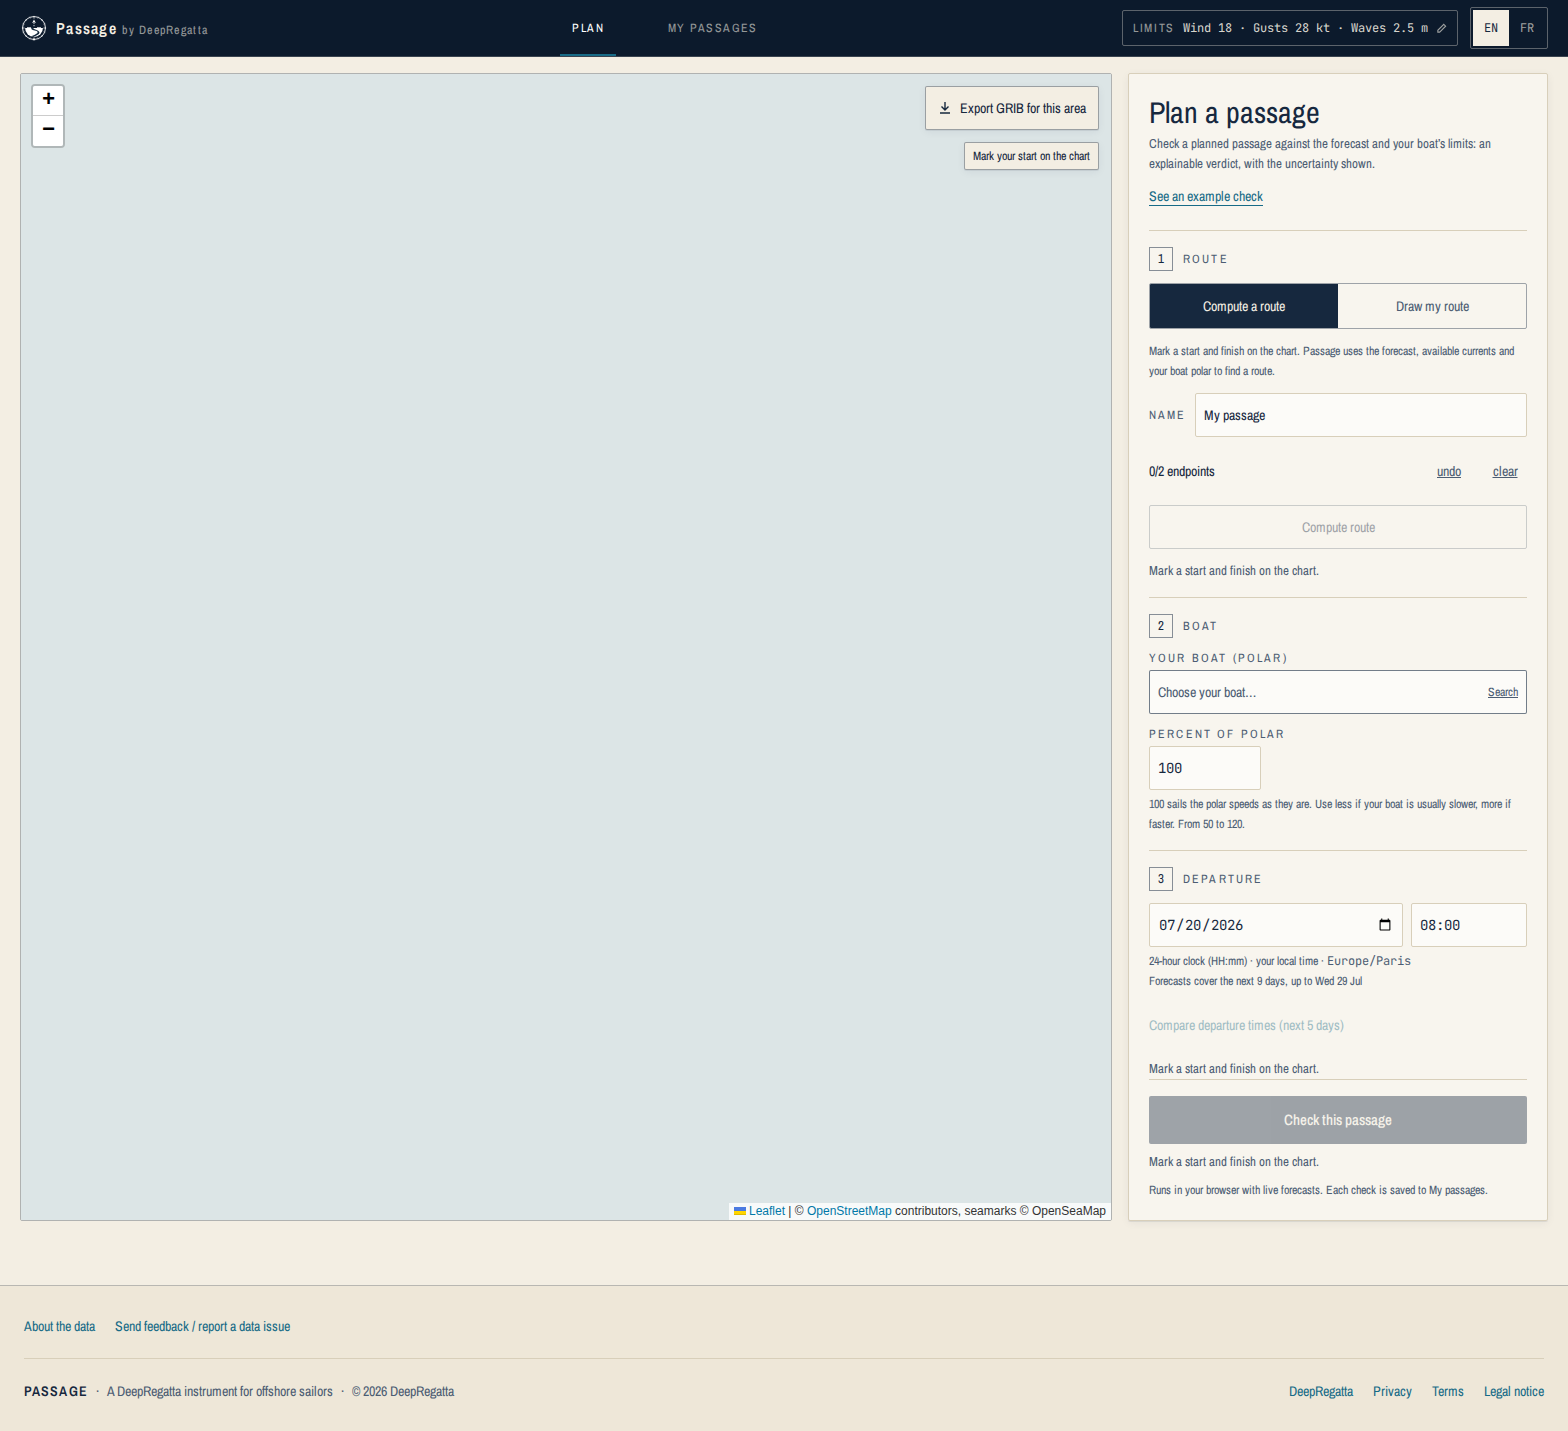 Passage by DeepRegatta
PLAN
MY PASSAGES
LIMITS Wind 18 · Gusts 28 kt · Waves 2.5 m
EN
FR
+
−
Export GRIB for this area
Mark your start on the chart
Leaflet | © OpenStreetMap contributors, seamarks © OpenSeaMap
Plan a passage
Check a planned passage against the forecast and your boat's limits: an
explainable verdict, with the uncertainty shown.
See an example check
1 ROUTE
Compute a route
Draw my route
Mark a start and finish on the chart. Passage uses the forecast, available currents and
your boat polar to find a route.
NAME My passage
0/2 endpoints undo clear
Compute route
Mark a start and finish on the chart.
2 BOAT
YOUR BOAT (POLAR)
Choose your boat... Search
PERCENT OF POLAR
100
100 sails the polar speeds as they are. Use less if your boat is usually slower, more if
faster. From 50 to 120.
3 DEPARTURE
07/20/2026 08:00
24-hour clock (HH:mm) · your local time · Europe/Paris
Forecasts cover the next 9 days, up to Wed 29 Jul
Compare departure times (next 5 days)
Mark a start and finish on the chart.
Check this passage
Mark a start and finish on the chart.
Runs in your browser with live forecasts. Each check is saved to My passages.
About the data Send feedback / report a data issue
PASSAGE · A DeepRegatta instrument for offshore sailors · © 2026 DeepRegatta
DeepRegatta Privacy Terms Legal notice